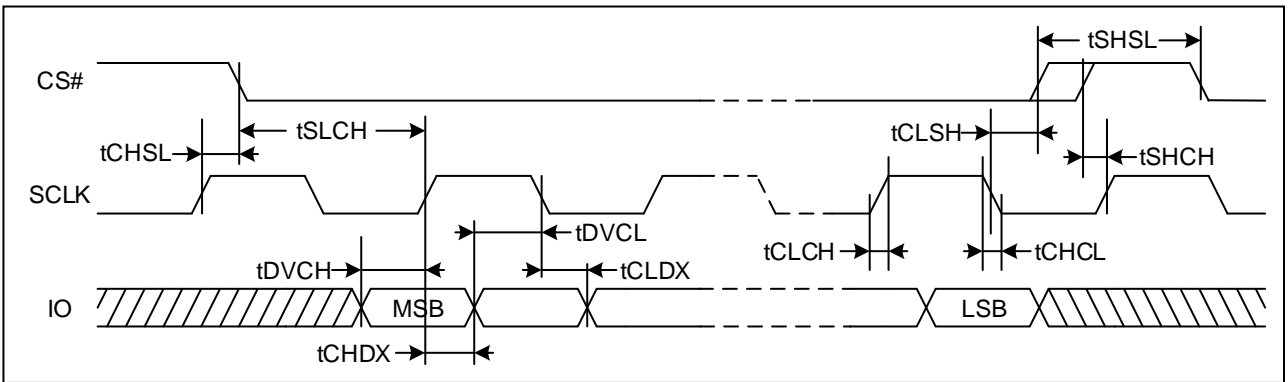 tSHSL
CS#
tSLCH
tCLSH
tCHSL
tSHCH
SCLK
tDVCL
tCLCH
tCHCL
tDVCH
tCLDX
IO
MSB
LSB
tCHDX